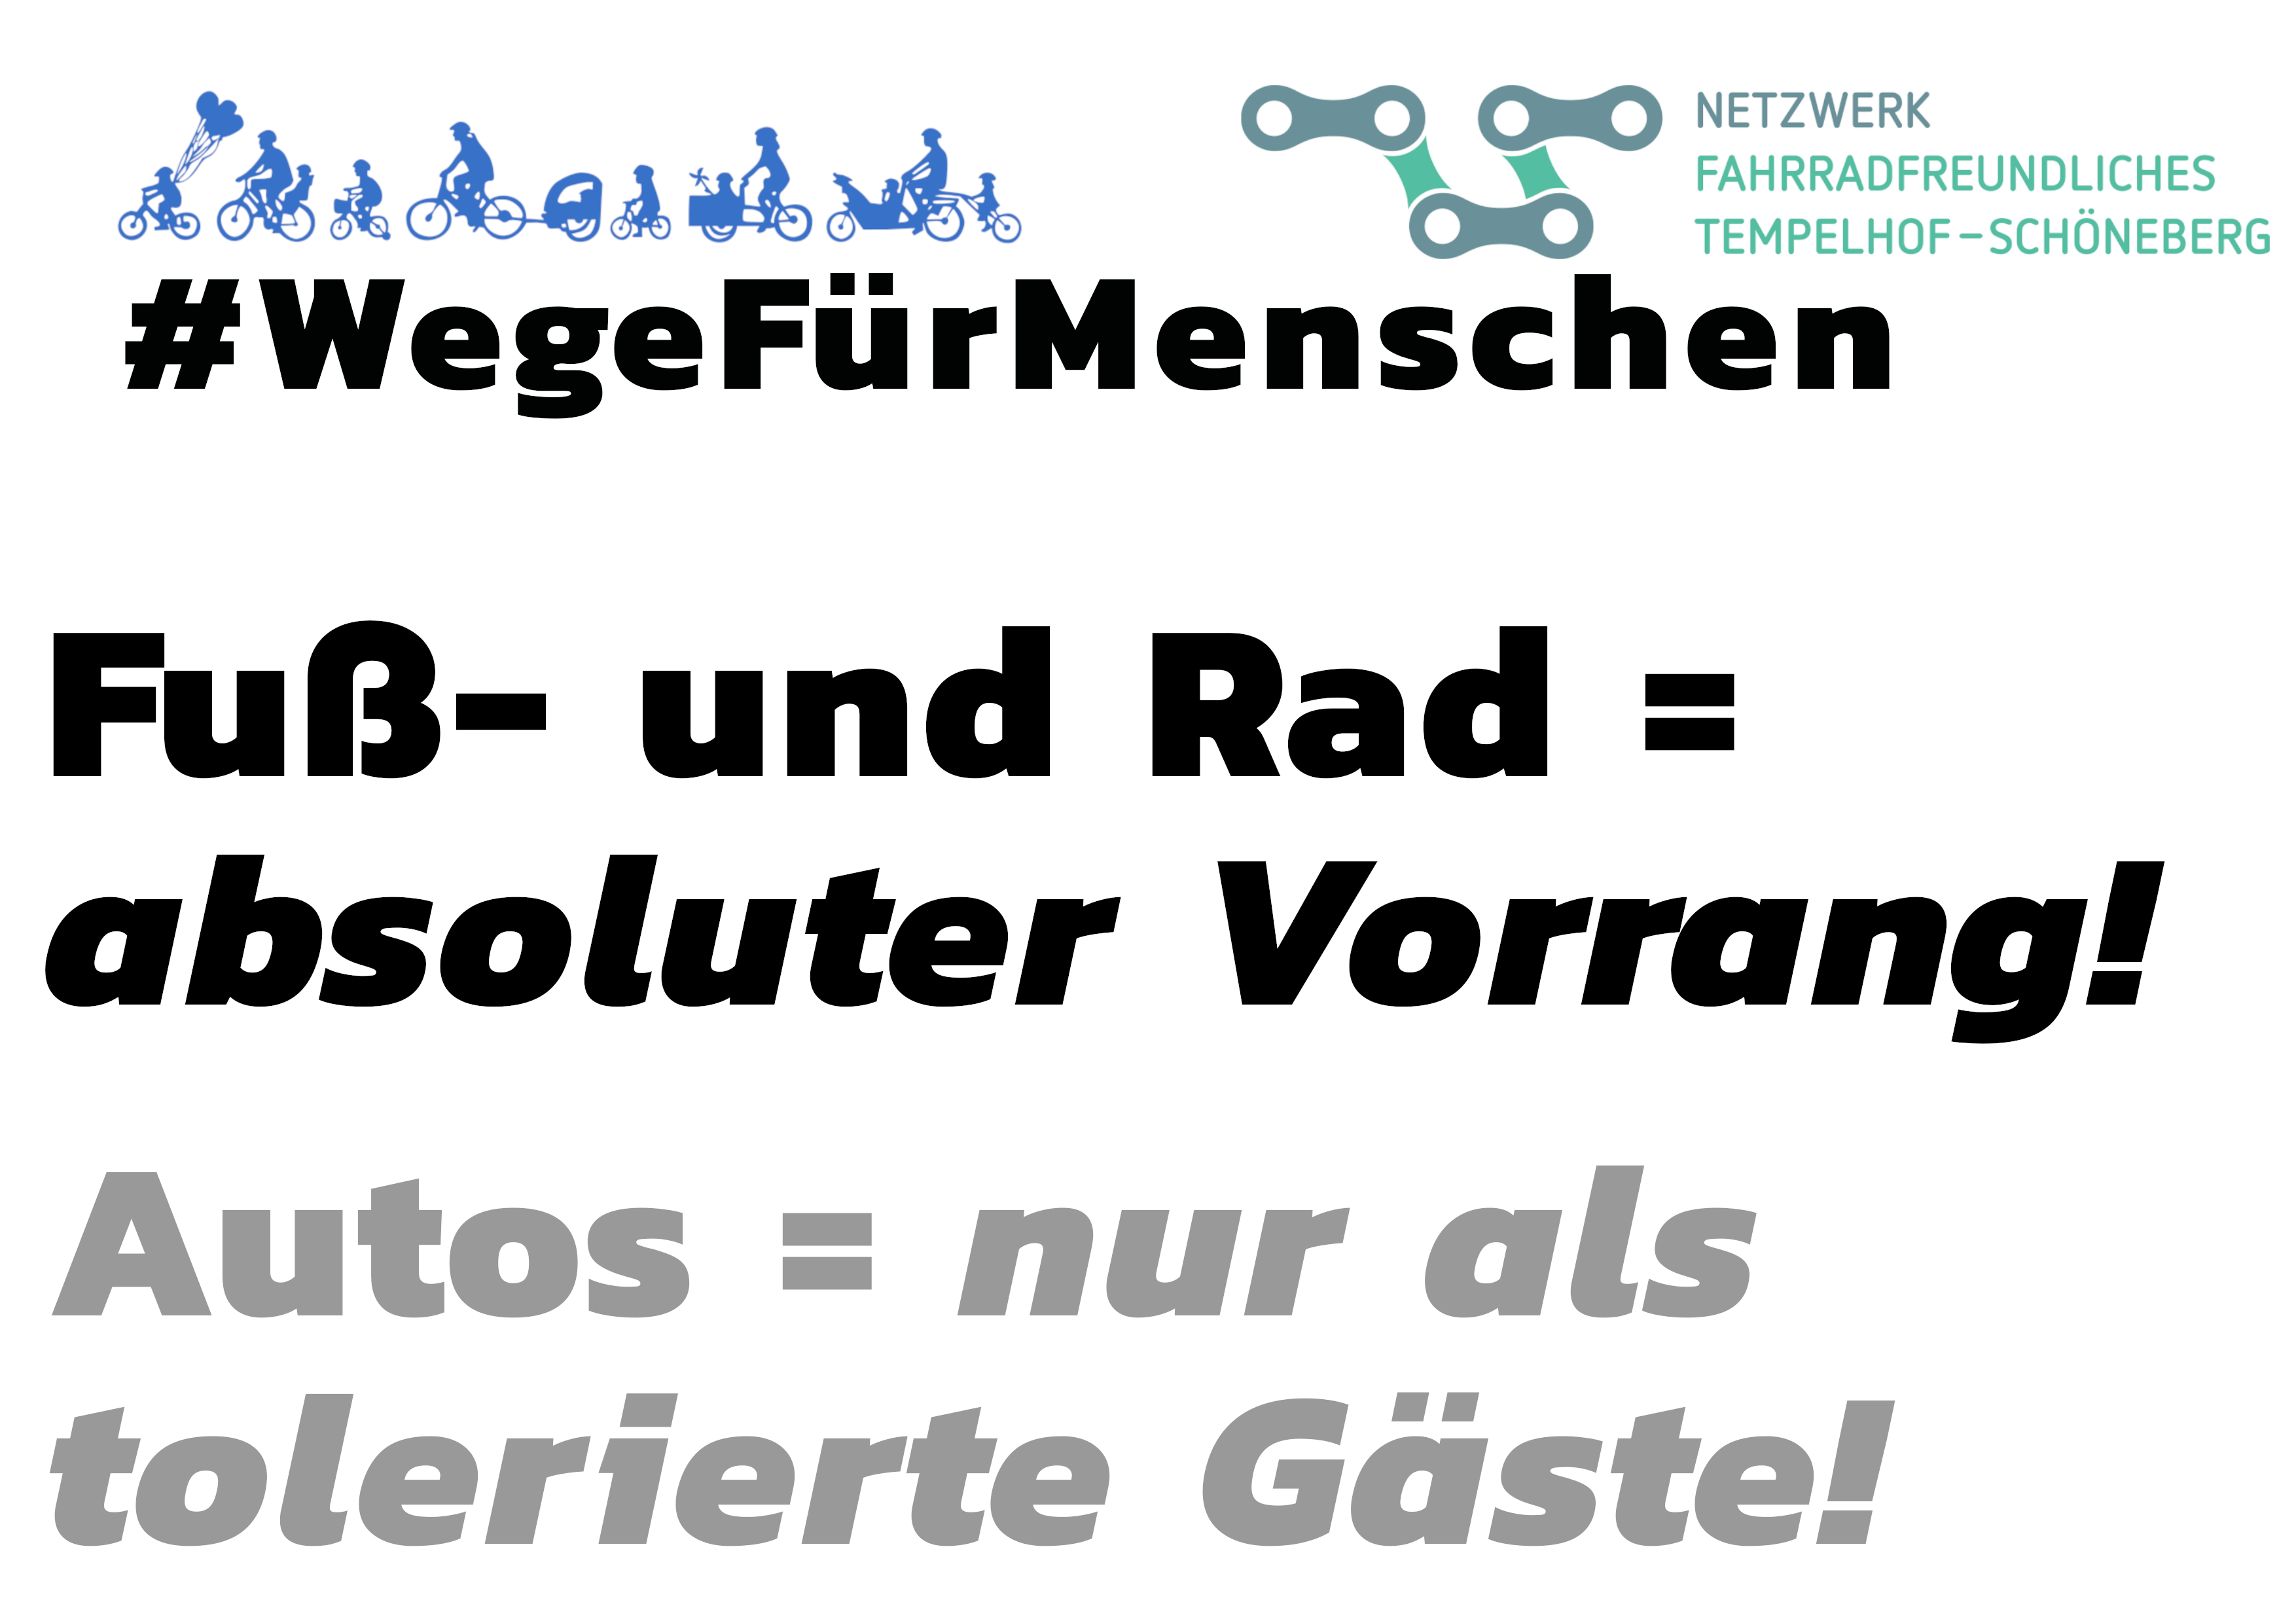 NETZWERK
FAHRRADFREUNDLICHES
TEMPELHOF-SCHÖNEBERG
#WegeFürMenschen
Fuß- und Rad =
absoluter Vorrang!
Autos = nur als
tolerierte Gäste!